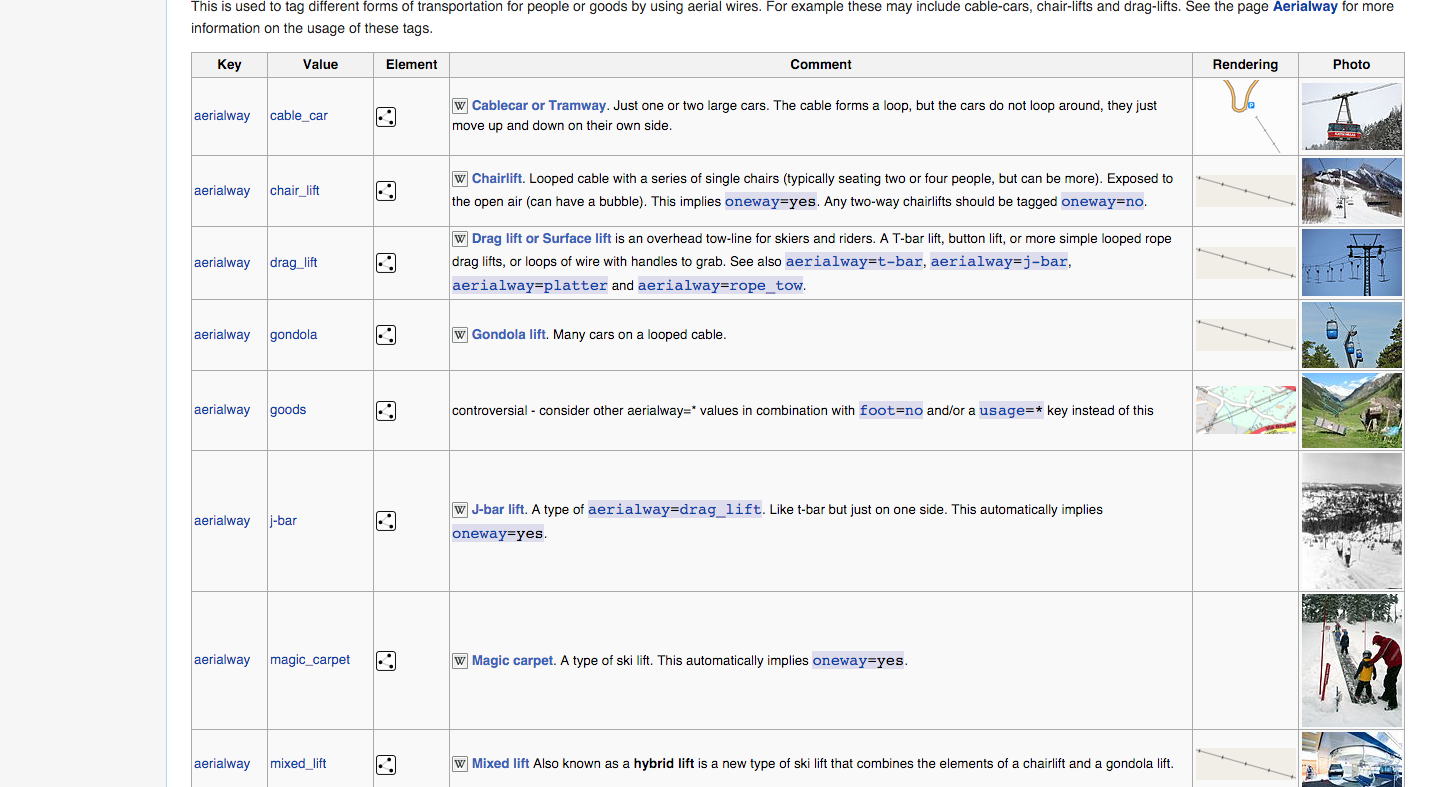 This is used to tag different forms of transportation for people or goods by using aerial wires. For example these may include cable-cars, chair-lifts and drag-lifts. See the page Aerialway for more
information on the usage of these tags.
Key Value Element Comment Rendering Photo
aerialway cable_car W Cablecar or Tramway. Just one or two large cars. The cable forms a loop, but the cars do not loop around, they just
move up and down on their own side.
aerialway chair_lift W Chairlift. Looped cable with a series of single chairs (typically seating two or four people, but can be more). Exposed to
the open air (can have a bubble). This implies oneway=yes. Any two-way chairlifts should be tagged oneway=no.
aerialway drag_lift W Drag lift or Surface lift is an overhead tow-line for skiers and riders. A T-bar lift, button lift, or more simple looped rope
drag lifts, or loops of wire with handles to grab. See also aerialway=t-bar, aerialway=j-bar,
aerialway=platter and aerialway=rope_tow.
aerialway gondola W Gondola lift. Many cars on a looped cable.
aerialway goods controversial - consider other aerialway=* values in combination with foot=no and/or a usage=* key instead of this
aerialway j-bar W J-bar lift. A type of aerialway=drag_lift. Like t-bar but just on one side. This automatically implies
oneway=yes.
aerialway magic_carpet W Magic carpet. A type of ski lift. This automatically implies oneway=yes.
aerialway mixed_lift W Mixed lift Also known as a hybrid lift is a new type of ski lift that combines the elements of a chairlift and a gondola lift.